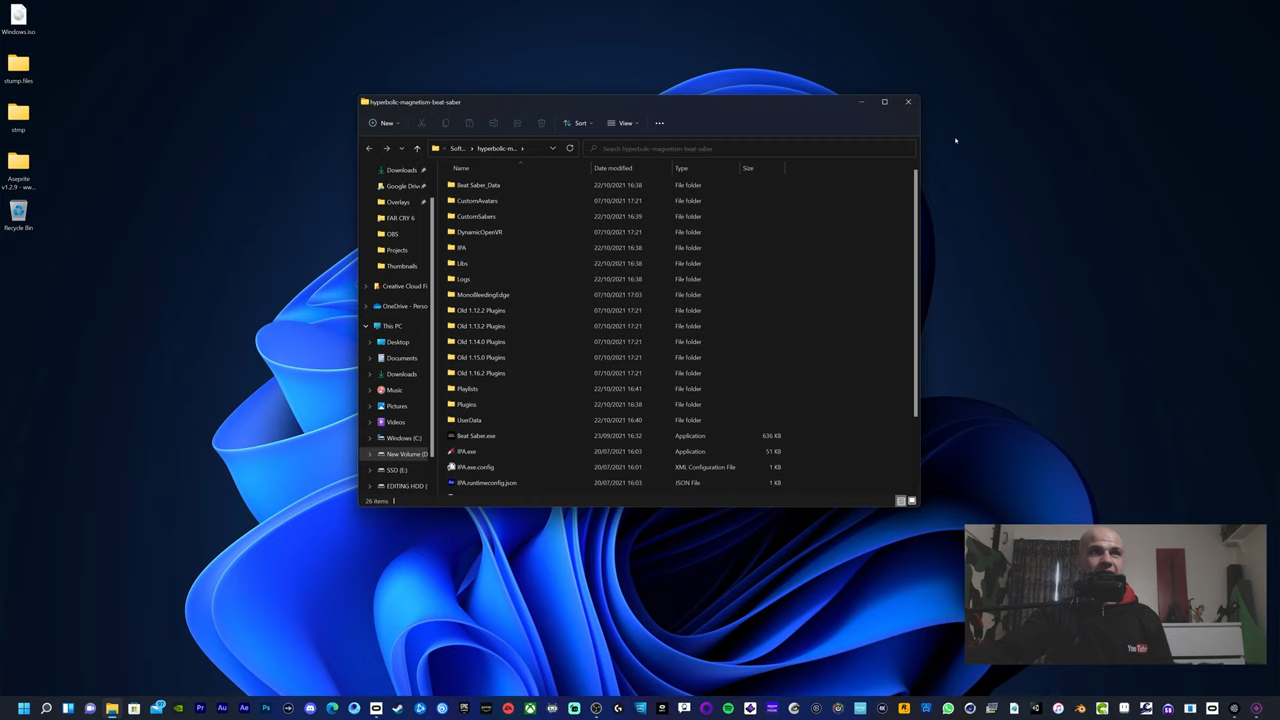 Windows.iso
stump.files
stmp
Aseprite
v1.2.9 - ww...
Recycle Bin
hyperbolic-magnetism-beat-saber
New
Sort
View
Soft...
hyperbolic-m...
Search hyperbolic-magnetism-beat-saber
Name Date modified Type Size
Downloads
Google Driv
Overlays
FAR CRY 6
OBS
Projects
Thumbnails
Creative Cloud Fi
OneDrive - Perso
This PC
Desktop
Documents
Downloads
Music
Pictures
Videos
Windows (C:)
New Volume (D
SSD (E:)
EDITING HDD (
Beat Saber_Data 22/10/2021 16:38 File folder
CustomAvatars 07/10/2021 17:21 File folder
CustomSabers 22/10/2021 16:39 File folder
DynamicOpenVR 07/10/2021 17:21 File folder
IPA 22/10/2021 16:38 File folder
Libs 22/10/2021 16:38 File folder
Logs 22/10/2021 16:38 File folder
MonoBleedingEdge 07/10/2021 17:03 File folder
Old 1.12.2 Plugins 07/10/2021 17:21 File folder
Old 1.13.2 Plugins 07/10/2021 17:21 File folder
Old 1.14.0 Plugins 07/10/2021 17:21 File folder
Old 1.15.0 Plugins 07/10/2021 17:21 File folder
Old 1.16.2 Plugins 07/10/2021 17:21 File folder
Playlists 22/10/2021 16:41 File folder
Plugins 22/10/2021 16:38 File folder
UserData 22/10/2021 16:40 File folder
Beat Saber.exe 23/09/2021 16:32 Application 636 KB
IPA.exe 20/07/2021 16:03 Application 51 KB
IPA.exe.config 20/07/2021 16:01 XML Configuration File 1 KB
IPA.runtimeconfig.json 20/07/2021 16:03 JSON File 1 KB
26 items
YouTube
Pr Au Ae Ps